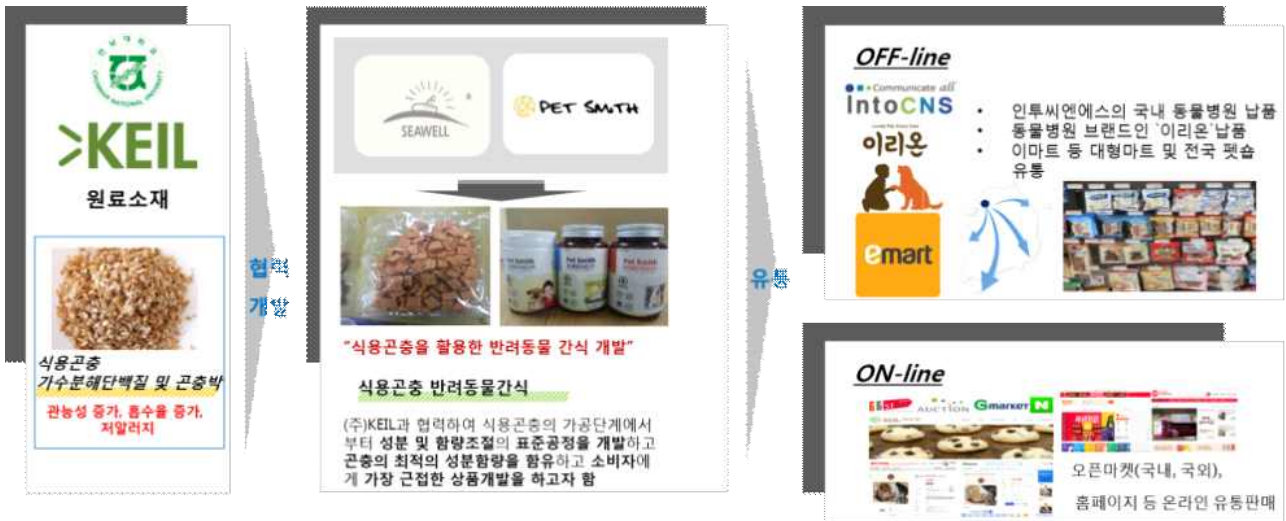 >KEIL
원료소재
식용곤충
가수분해단백질 및 곤충박
관능성 증가, 흡수율 증가,
저알러지
협력
개발
SEAWELL
PET SMITH
"식용곤충을 활용한 반려동물 간식 개발"
식용곤충 반려동물간식
(주)KEIL과 협력하여 식용곤충의 가공단계에서
부터 성분 및 함량조절의 표준공정을 개발하고
곤충의 최적의 성분함량을 함유하고 소비자에
게 가장 근접한 상품개발을 하고자 함
유통
OFF-line
Communicate all
IntoCNS
이리온
emart
• 인투씨엔에스의 국내 동물병원 납품
• 동물병원 브랜드인 '이리온'납품
• 이마트 등 대형마트 및 전국 펫숍
유통
ON-line
AUCTION Gmarket N
오픈마켓(국내, 국외),
홈페이지 등 온라인 유통판매